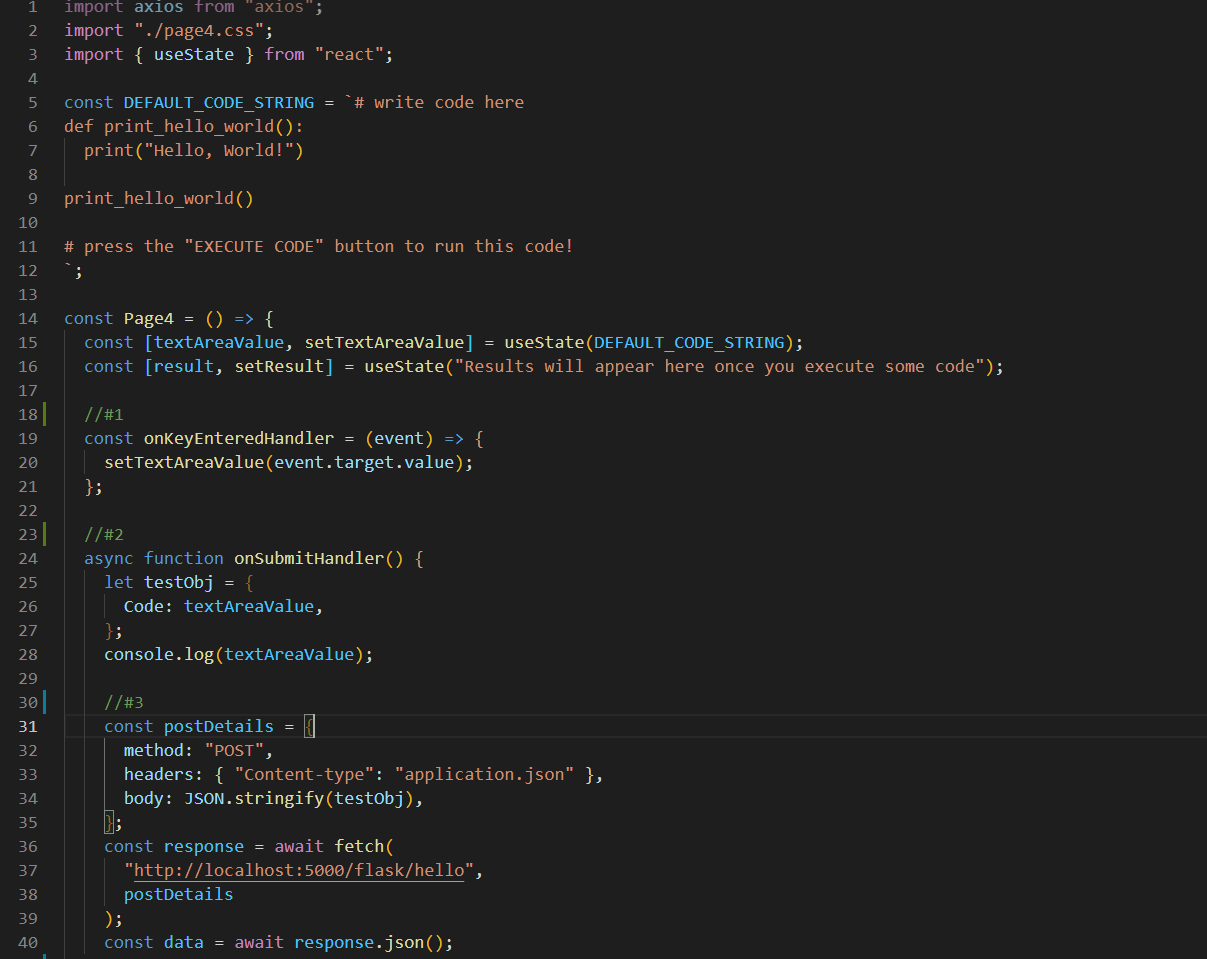 1 import axios from "axios";
2 import "./page4.css";
3 import { useState } from "react";
4
5 const DEFAULT_CODE_STRING = `# write code here
6 def print_hello_world():
7   print("Hello, World!")
8
9 print_hello_world()
10
11 # press the "EXECUTE CODE" button to run this code!
12 `;
13
14 const Page4 = () => {
15   const [textAreaValue, setTextAreaValue] = useState(DEFAULT_CODE_STRING);
16   const [result, setResult] = useState("Results will appear here once you execute some code");
17
18   //#1
19   const onKeyEnteredHandler = (event) => {
20     setTextAreaValue(event.target.value);
21   };
22
23   //#2
24   async function onSubmitHandler() {
25     let testObj = {
26       Code: textAreaValue,
27     };
28     console.log(textAreaValue);
29
30     //#3
31     const postDetails = {
32       method: "POST",
33       headers: { "Content-type": "application.json" },
34       body: JSON.stringify(testObj),
35     };
36     const response = await fetch(
37       "http://localhost:5000/flask/hello",
38       postDetails
39     );
40     const data = await response.json();